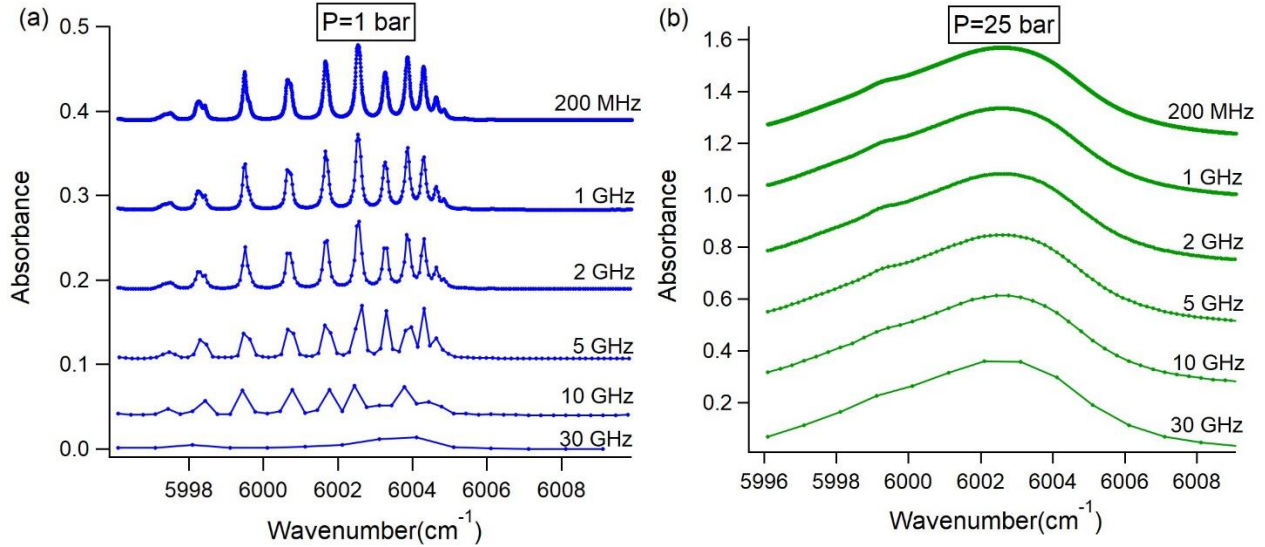 (a)
P=1 bar
0.5
0.4
0.3
0.2
0.1
0.0
Absorbance
200 MHz
1 GHz
2 GHz
5 GHz
10 GHz
30 GHz
5998 6000 6002 6004 6006 6008
Wavenumber(cm⁻¹)
(b)
P=25 bar
1.6
1.4
1.2
1.0
0.8
0.6
0.4
0.2
Absorbance
200 MHz
1 GHz
2 GHz
5 GHz
10 GHz
30 GHz
5996 5998 6000 6002 6004 6006 6008
Wavenumber(cm⁻¹)